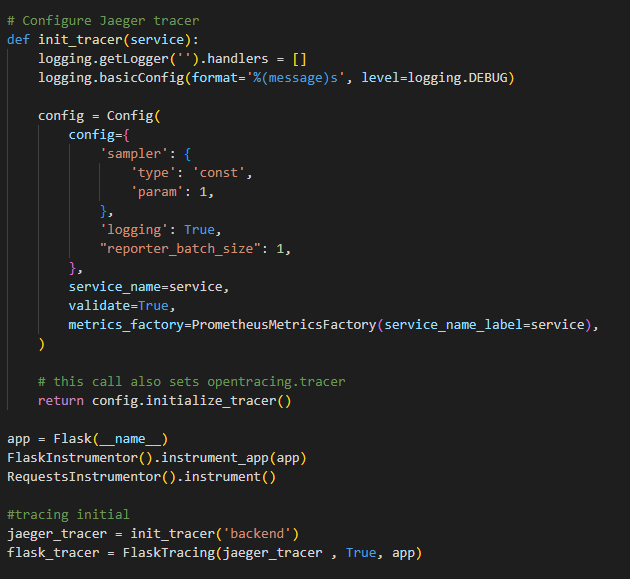 # Configure Jaeger tracer
def init_tracer(service):
    logging.getLogger('').handlers = []
    logging.basicConfig(format='%(message)s', level=logging.DEBUG)

    config = Config(
        config={
            'sampler': {
                'type': 'const',
                'param': 1,
            },
            'logging': True,
            "reporter_batch_size": 1,
        },
        service_name=service,
        validate=True,
        metrics_factory=PrometheusMetricsFactory(service_name_label=service),
    )

    # this call also sets opentracing.tracer
    return config.initialize_tracer()

app = Flask(__name__)
FlaskInstrumentor().instrument_app(app)
RequestsInstrumentor().instrument()

#tracing initial
jaeger_tracer = init_tracer('backend')
flask_tracer = FlaskTracing(jaeger_tracer , True, app)